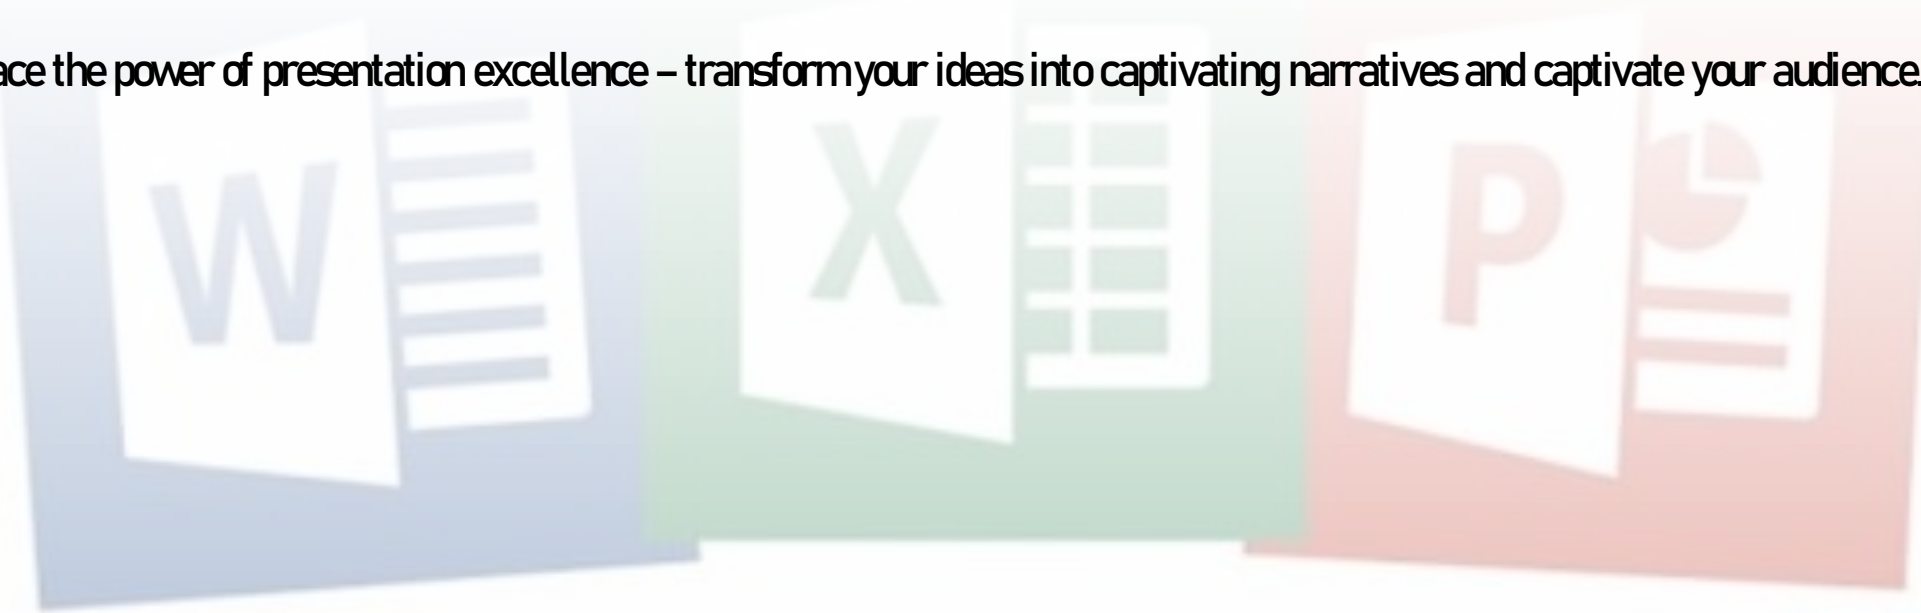 ace the power of presentation excellence – transform your ideas into captivating narratives and captivate your audience.
W X P